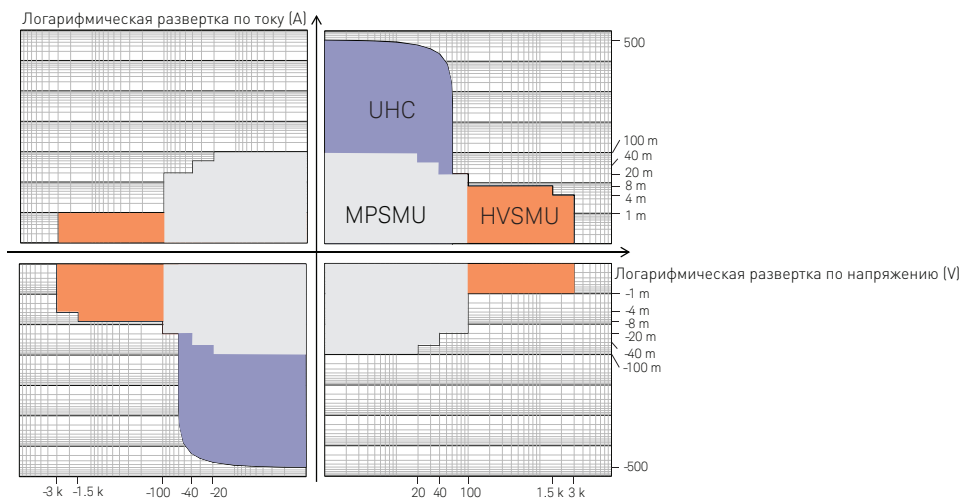 Логарифмическая развертка по току (A)
500
UHC
100 m
40 m
20 m
8 m
4 m
1 m
MPSMU
HVSMU
Логарифмическая развертка по напряжению (V)
-1 m
-4 m
-8 m
-20 m
-40 m
-100 m
-500
-3 k -1.5 k -100 -40 -20 20 40 100 1.5 k 3 k